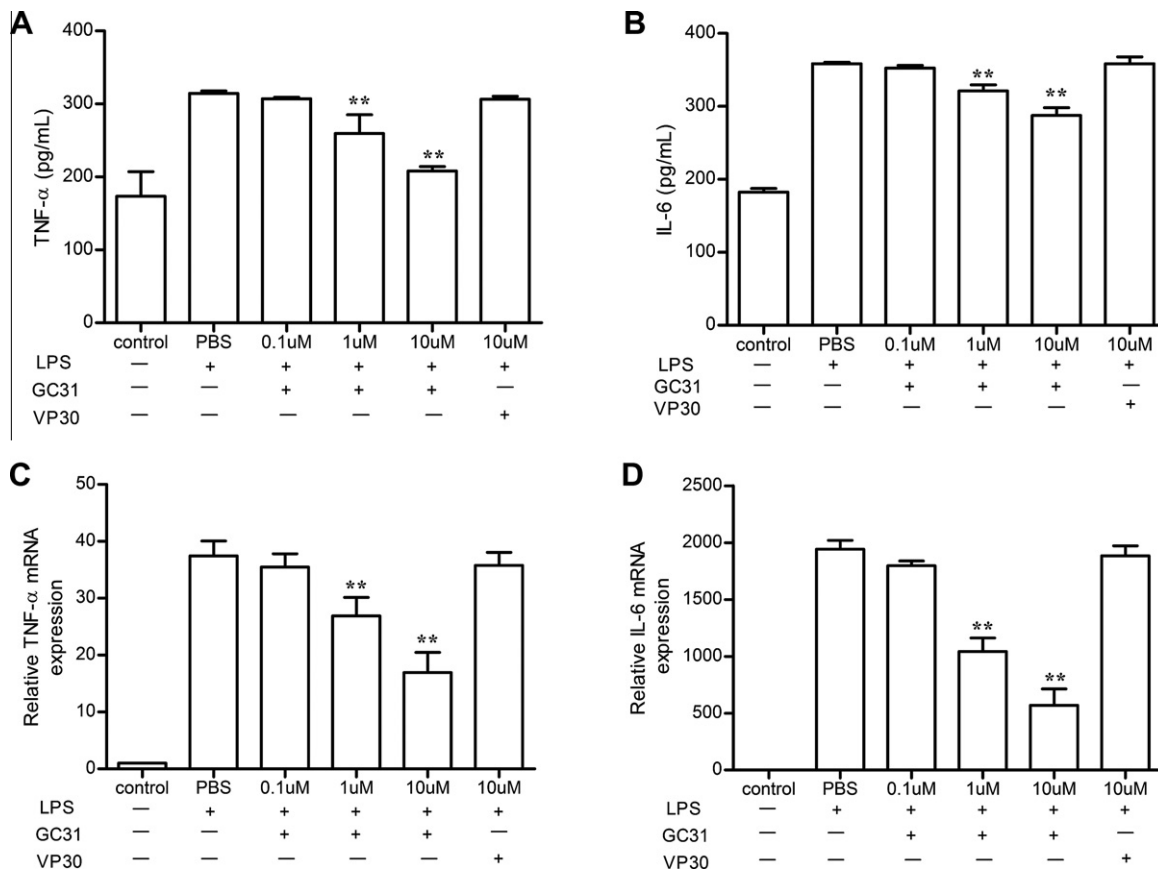 A
TNF-α (pg/mL)
400
300
200
100
0
control PBS 0.1uM 1uM 10uM 10uM
** **
LPS — + + + + +
GC31 — — + + + —
VP30 — — — — — +
B
IL-6 (pg/mL)
400
300
200
100
0
control PBS 0.1uM 1uM 10uM 10uM
** **
LPS — + + + + +
GC31 — — + + + —
VP30 — — — — — +
C
Relative TNF-α mRNA
expression
50
40
30
20
10
0
control PBS 0.1uM 1uM 10uM 10uM
** **
LPS — + + + + +
GC31 — — + + + —
VP30 — — — — — +
D
Relative IL-6 mRNA
expression
2500
2000
1500
1000
500
0
control PBS 0.1uM 1uM 10uM 10uM
** **
LPS — + + + + +
GC31 — — + + + —
VP30 — — — — — +